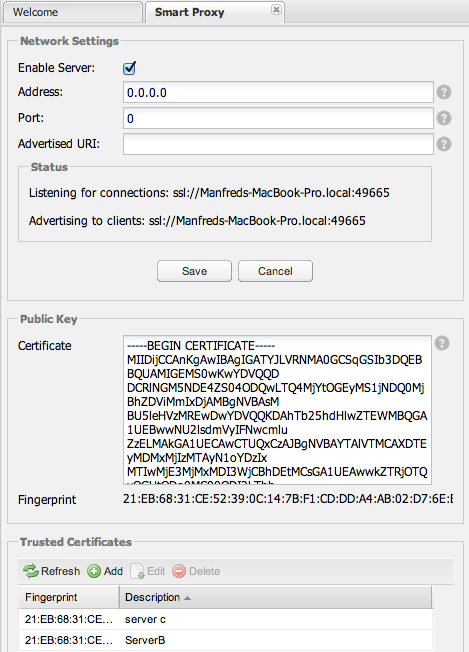 Welcome
Smart Proxy
Network Settings
Enable Server:
Address: 0.0.0.0
Port: 0
Advertised URI:
Status
Listening for connections: ssl://Manfreds-MacBook-Pro.local:49665
Advertising to clients: ssl://Manfreds-MacBook-Pro.local:49665
Save Cancel
Public Key
Certificate
-----BEGIN CERTIFICATE-----
MIIDijCCAnKgAwIBAgIGATYJLVRNMA0GCSqGSIb3DQEB
BQUAMIGEMS0wKwYDVQQD
DCRlNGM5NDE4ZS04ODQwLTQ4MjYtOGEyMS1jNDQ0Mj
BhZDViMmIxDjAMBgNVBAsM
BU5leHVzMREwDwYDVQQKDAhTb25hdHlwZTEWMBQGA
1UEBwwNU2lsdmVyIFNwcmlu
ZzELMAkGA1UECAwCTUQxCzAJBgNVBAYTAlVTMCAXDTE
yMDMxMjIzMTAyN1oYDzIx
MTIwMjE3MjMxMDI3WjCBhDEtMCsGA1UEAwwkZTRjOTQ
Fingerprint 21:EB:68:31:CE:52:39:0C:14:7B:F1:CD:DD:A4:AB:02:D7:6E:E
Trusted Certificates
Refresh Add Edit Delete
Fingerprint Description
21:EB:68:31:CE... server c
21:EB:68:31:CE... ServerB